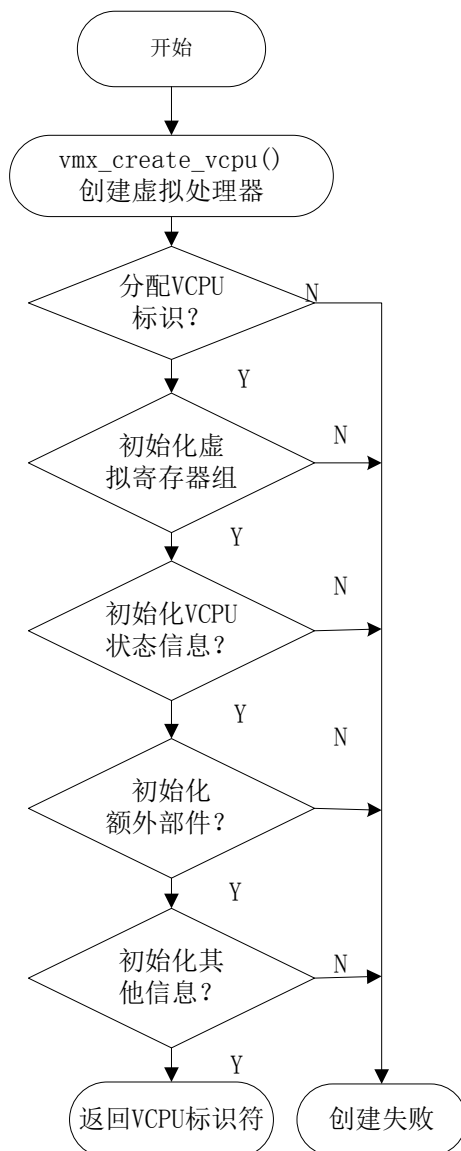 开始
vmx_create_vcpu()
创建虚拟处理器
分配VCPU
标识?
N
Y
初始化虚
拟寄存器组
N
Y
初始化VCPU
状态信息?
N
Y
初始化
额外部件?
N
Y
初始化其
他信息?
N
Y
返回VCPU标识符
创建失败